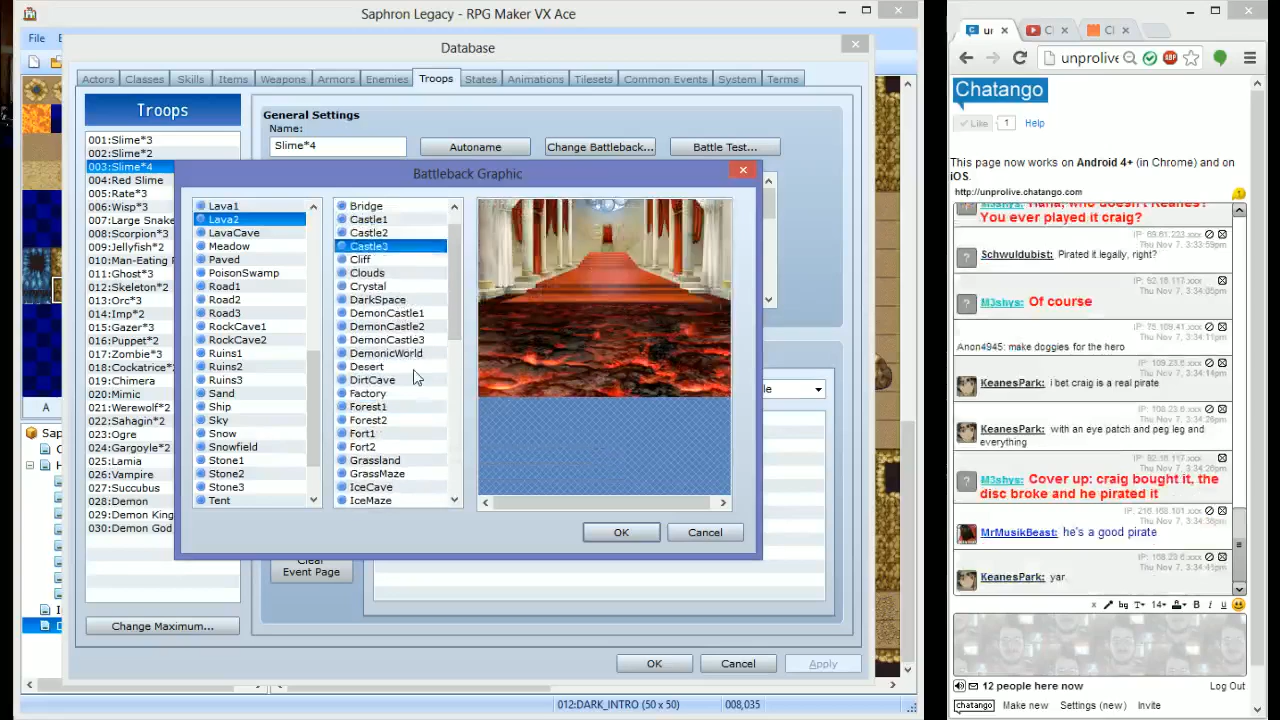 Saphron Legacy - RPG Maker VX Ace
File
Database
Actors Classes Skills Items Weapons Armors Enemies Troops States Animations Tilesets Common Events System Terms
Troops
001:Slime*3
002:Slime*2
003:Slime*4
004:Red Slime
005:Rate*3
006:Wisp*3
007:Large Snake
008:Scorpion*3
009:Jellyfish*2
010:Man-Eating
011:Ghost*3
012:Skeleton*2
013:Orc*3
014:Imp*2
015:Gazer*3
016:Puppet*2
017:Zombie*3
018:Cockatrice*
019:Chimera
020:Mimic
021:Werewolf*2
022:Sahagin*2
023:Ogre
024:Gargoyle*2
025:Lamia
026:Vampire
027:Succubus
028:Demon
029:Demon King
030:Demon God
Change Maximum...
General Settings
Name:
Slime*4
Autoname
Change Battleback...
Battle Test...
Battleback Graphic
Lava1
Lava2
LavaCave
Meadow
Paved
PoisonSwamp
Road1
Road2
Road3
RockCave1
RockCave2
Ruins1
Ruins2
Ruins3
Sand
Ship
Sky
Snow
Snowfield
Stone1
Stone2
Stone3
Tent
Bridge
Castle1
Castle2
Castle3
Cliff
Clouds
Crystal
DarkSpace
DemonCastle1
DemonCastle2
DemonCastle3
DemonicWorld
Desert
DirtCave
Factory
Forest1
Forest2
Fort1
Fort2
Grassland
GrassMaze
IceCave
IceMaze
OK
Cancel
Clear
Event Page
OK
Cancel
Apply
A
Sap
012:DARK_INTRO (50 x 50)
008,035
unprolive.
Chatango
Like
1
Help
This page now works on Android 4+ (in Chrome) and on
iOS.
http://unprolive.chatango.com
You ever played it craig?
Thu Nov 7, 3:33:59pm
Schwuldubist: Pirated it legally, right?
M3shys: Of course
Anon4945: make doggies for the hero
KeanesPark: i bet craig is a real pirate
KeanesPark: with an eye patch and peg leg and
everything
M3shys: Cover up: craig bought it, the
disc broke and he pirated it
MrMusikBeast: he's a good pirate
KeanesPark: yar
12 people here now
Log Out
chatango
Make new
Settings (new)
Invite